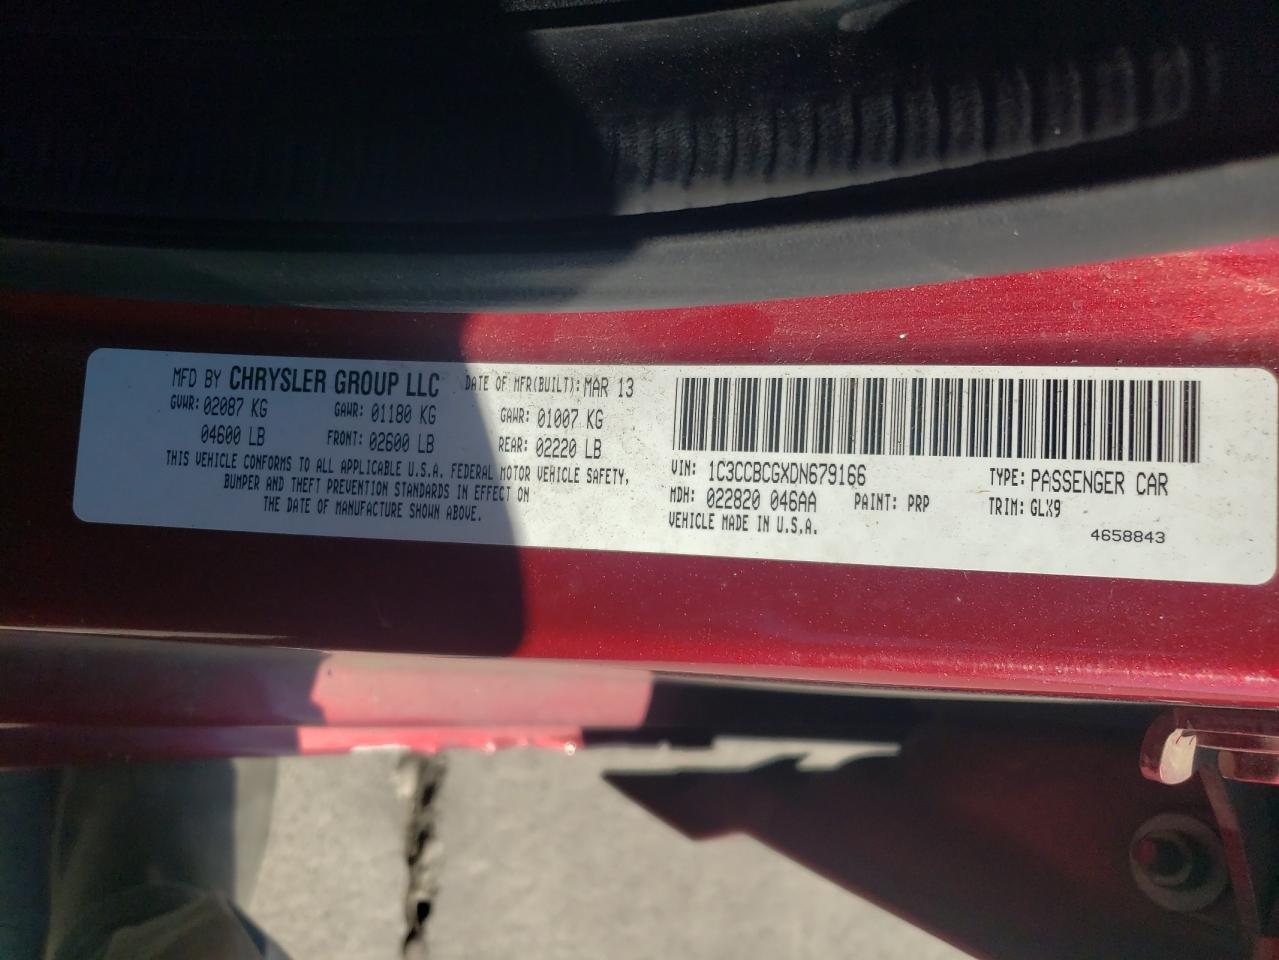 MFD BY CHRYSLER GROUP LLC DATE OF MFR(BUILT): MAR 13
GVWR: 02087 KG GAWR: 01180 KG GAWR: 01007 KG
04600 LB FRONT: 02600 LB REAR: 02220 LB
THIS VEHICLE CONFORMS TO ALL APPLICABLE U.S.A. FEDERAL MOTOR VEHICLE SAFETY,
BUMPER AND THEFT PREVENTION STANDARDS IN EFFECT ON
THE DATE OF MANUFACTURE SHOWN ABOVE.
VIN: 1C3CCBCGXDN679166 TYPE: PASSENGER CAR
MDH: 022820 046AA PAINT: PRP TRIM: GLX9
VEHICLE MADE IN U.S.A. 4658843